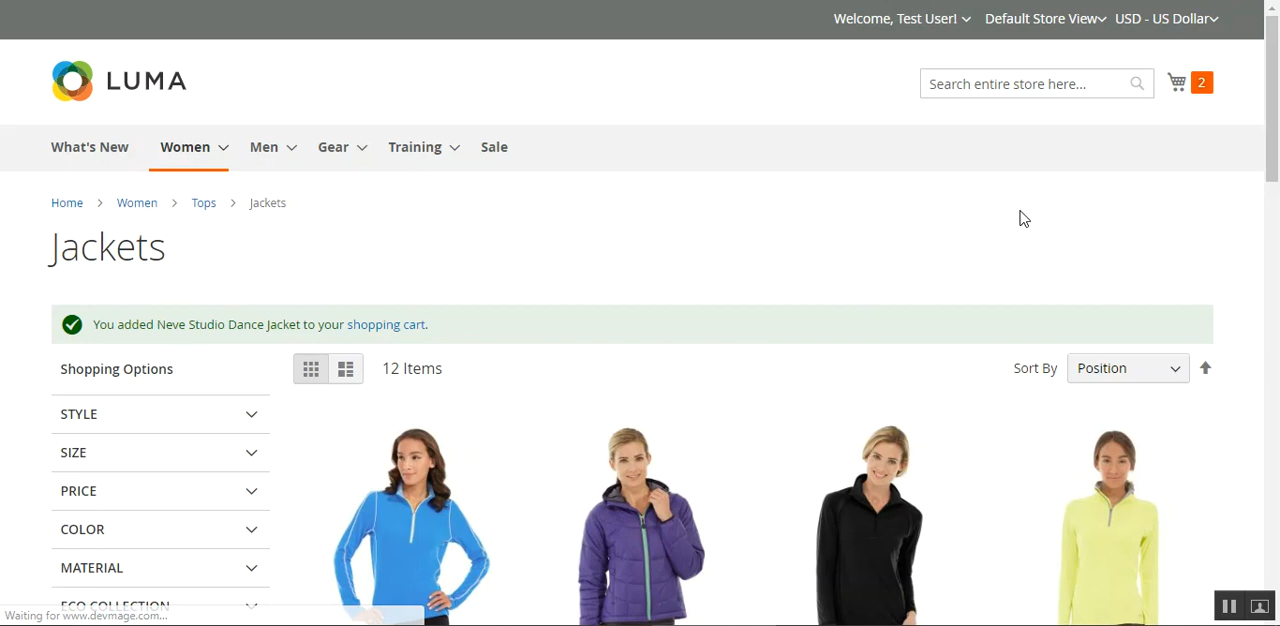 Welcome, Test User! Default Store View USD - US Dollar
LUMA
Search entire store here...
2
What's New Women Men Gear Training Sale
Home Women Tops Jackets
Jackets
You added Neve Studio Dance Jacket to your shopping cart.
Shopping Options
12 Items
Sort By Position
STYLE
SIZE
PRICE
COLOR
MATERIAL
ECO COLLECTION
Waiting for www.devmage.com...